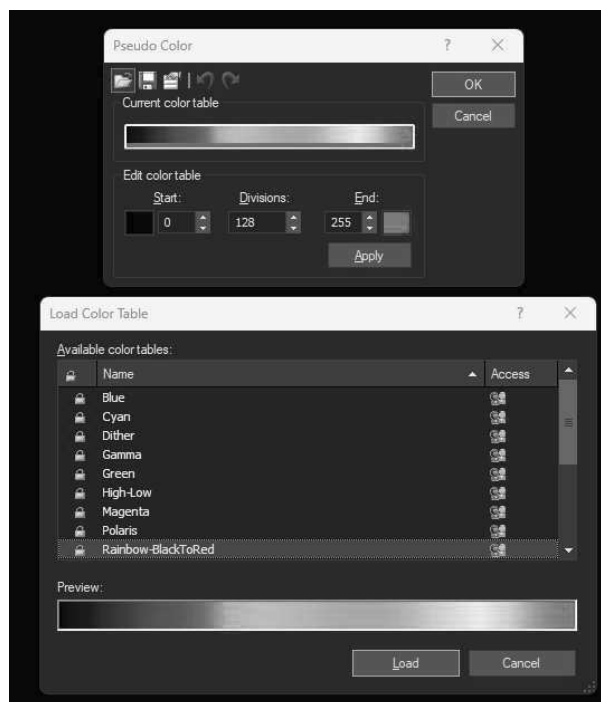 Pseudo Color ?
OK
Current color table
Cancel
Edit color table
Start: Divisions: End:
0 128 255
Apply
Load Color Table ?
Available color tables:
Name Access
Blue
Cyan
Dither
Gamma
Green
High-Low
Magenta
Polaris
Rainbow-BlackToRed
Preview:
Load Cancel